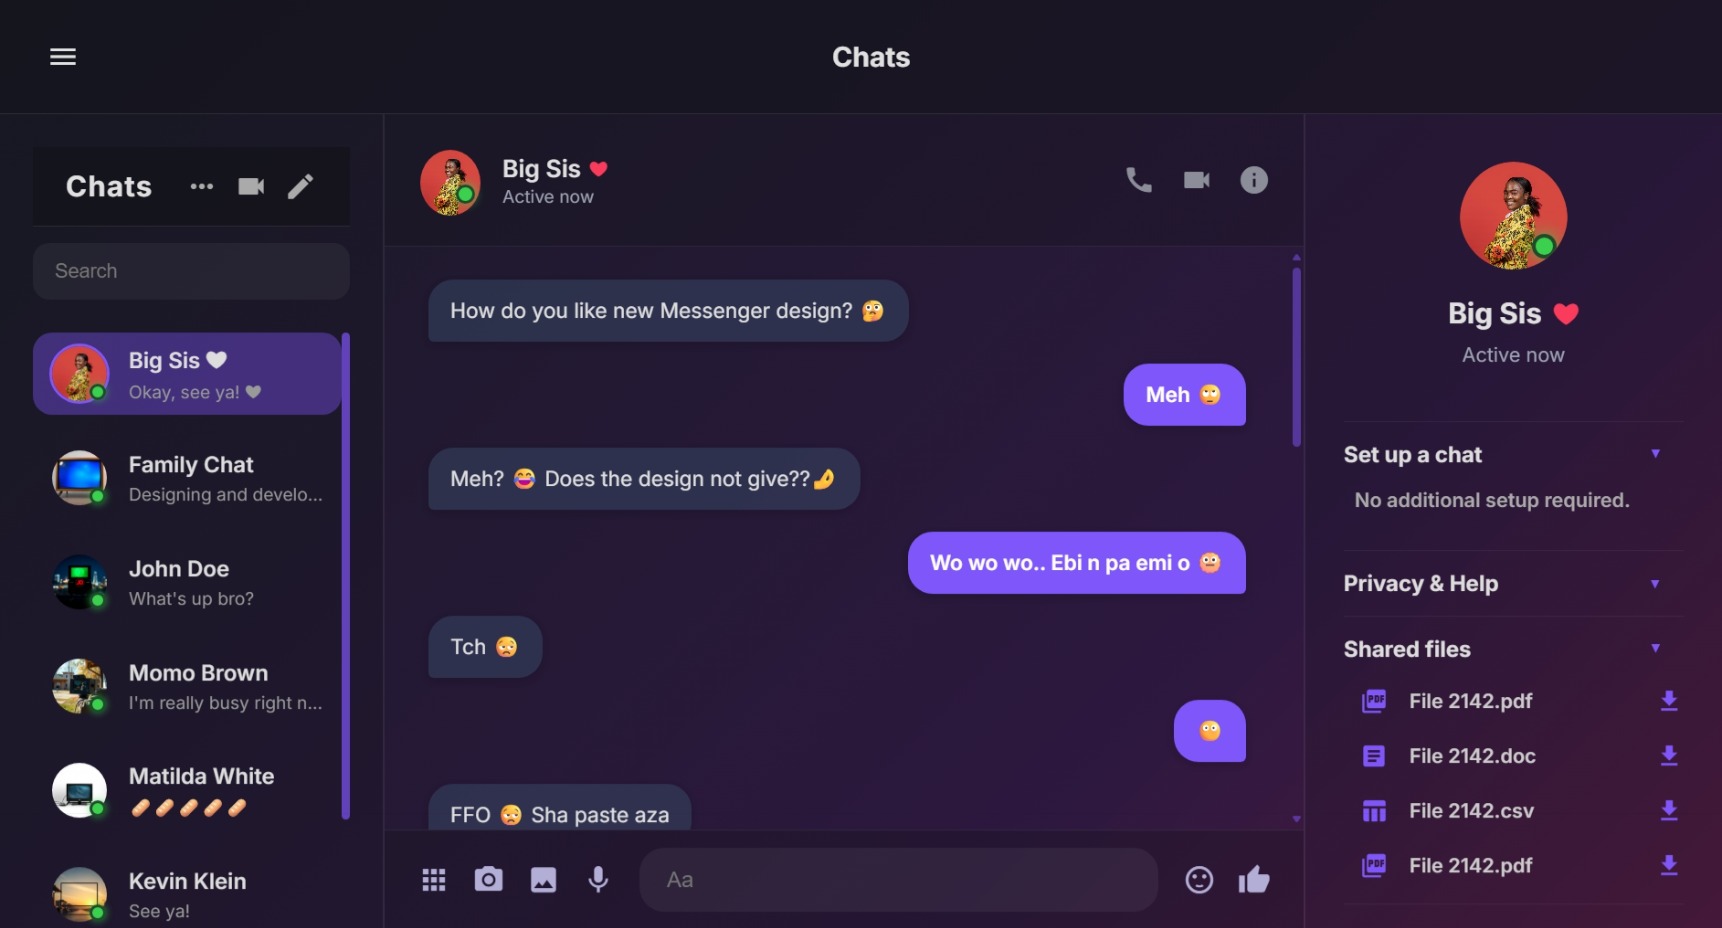 Chats
Chats
Search
Big Sis 🤍
Okay, see ya! 🤍
Family Chat
Designing and develo...
John Doe
What's up bro?
Momo Brown
I'm really busy right n...
Matilda White
🩹🩹🩹🩹🩹
Kevin Klein
See ya!
Big Sis ❤️
Active now
How do you like new Messenger design? 🤔
Meh 🙄
Meh? 😂 Does the design not give??🤌
Wo wo wo.. Ebi n pa emi o 😬
Tch 😥
😶
FFO 😥 Sha paste aza
Aa
Big Sis ❤️
Active now
Set up a chat
No additional setup required.
Privacy & Help
Shared files
File 2142.pdf
File 2142.doc
File 2142.csv
File 2142.pdf